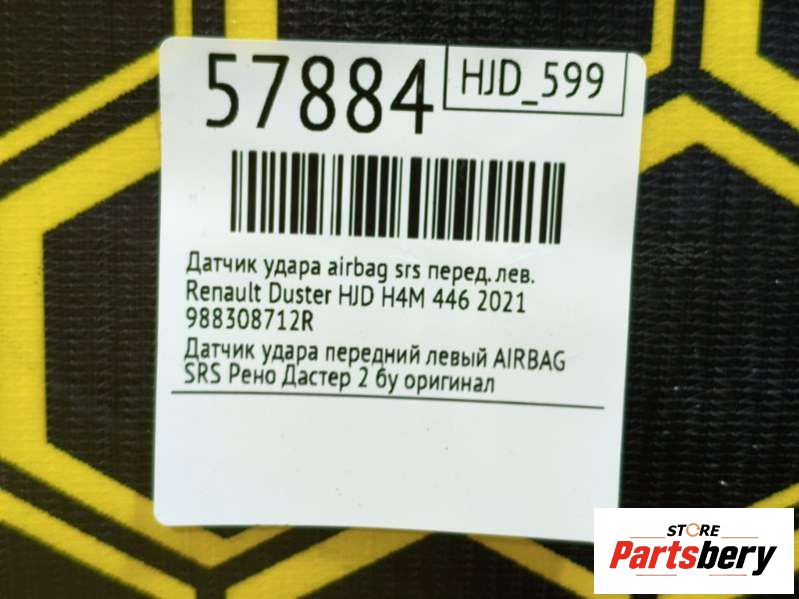 57884
HJD_599
Датчик удара airbag srs перед.лев.
Renault Duster HJD H4M 446 2021
988308712R
Датчик удара передний левый AIRBAG
SRS Рено Дастер 2 бу оригинал
STORE
Partsbery